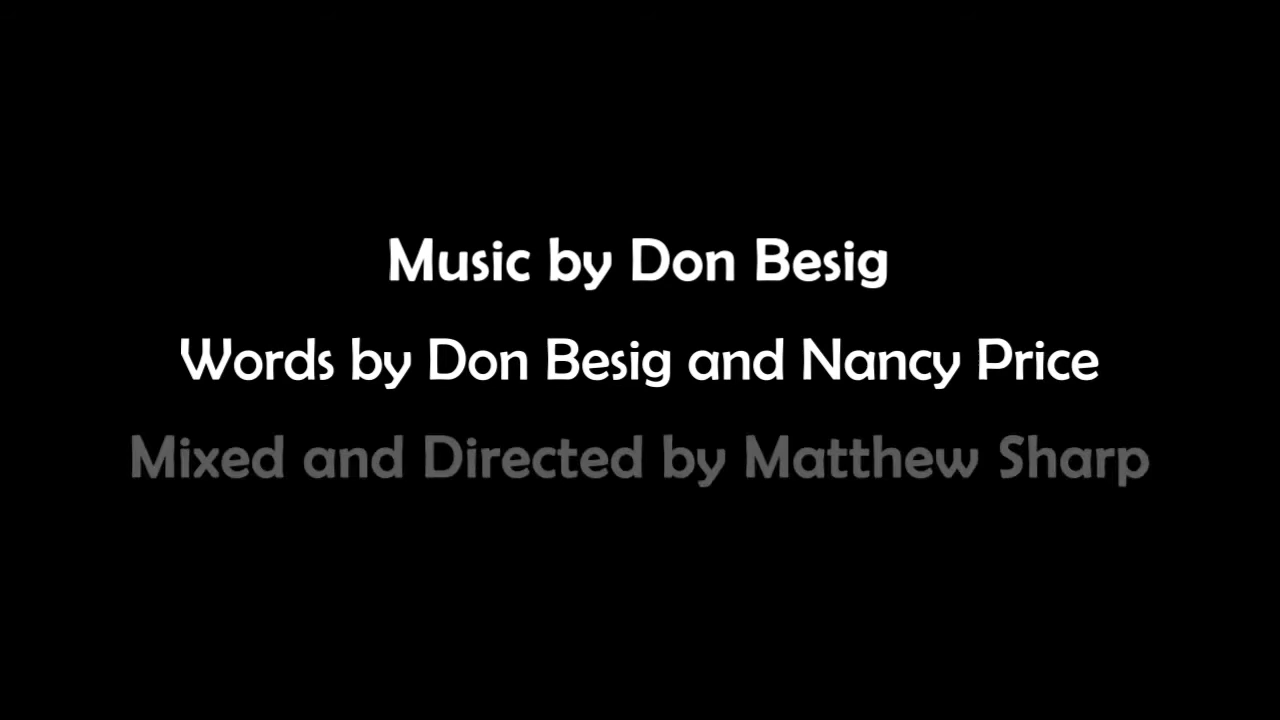 Music by Don Besig
Words by Don Besig and Nancy Price
Mixed and Directed by Matthew Sharp